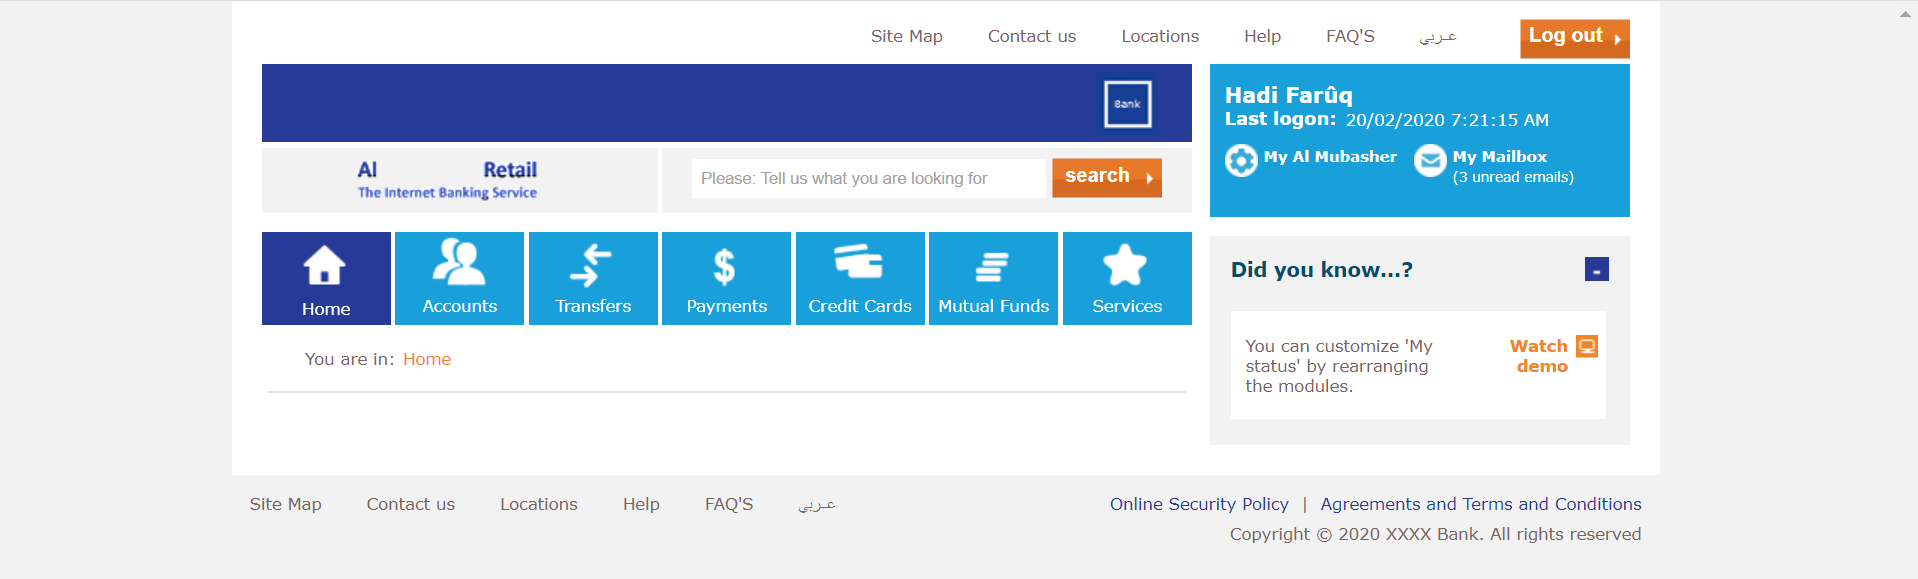 Site Map Contact us Locations Help FAQ'S عربي Log out
Bank
Hadi Farûq
Last logon: 20/02/2020 7:21:15 AM
My Al Mubasher My Mailbox
(3 unread emails)
Al Retail
The Internet Banking Service
Please: Tell us what you are looking for search
Home Accounts Transfers Payments Credit Cards Mutual Funds Services
You are in: Home
Did you know...? -
You can customize 'My
status' by rearranging
the modules.
Watch
demo
Site Map Contact us Locations Help FAQ'S عربي
Online Security Policy | Agreements and Terms and Conditions
Copyright © 2020 XXXX Bank. All rights reserved